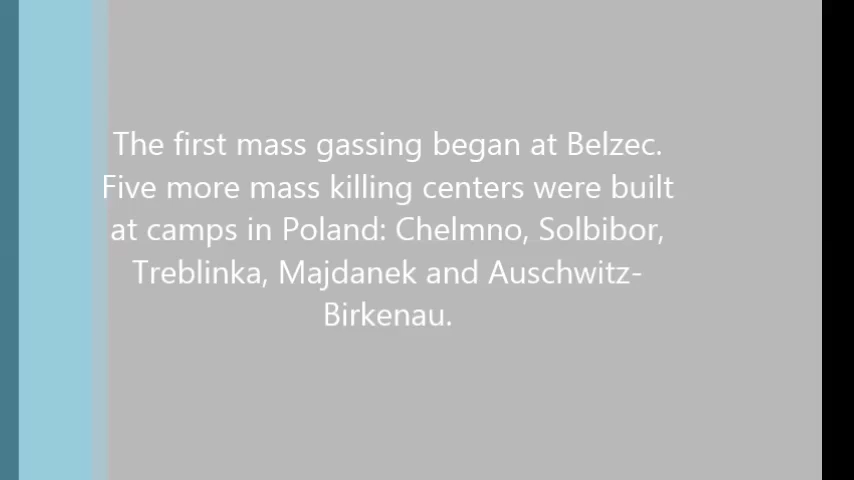 The first mass gassing began at Belzec.
Five more mass killing centers were built
at camps in Poland: Chelmno, Solbibor,
Treblinka, Majdanek and Auschwitz-
Birkenau.